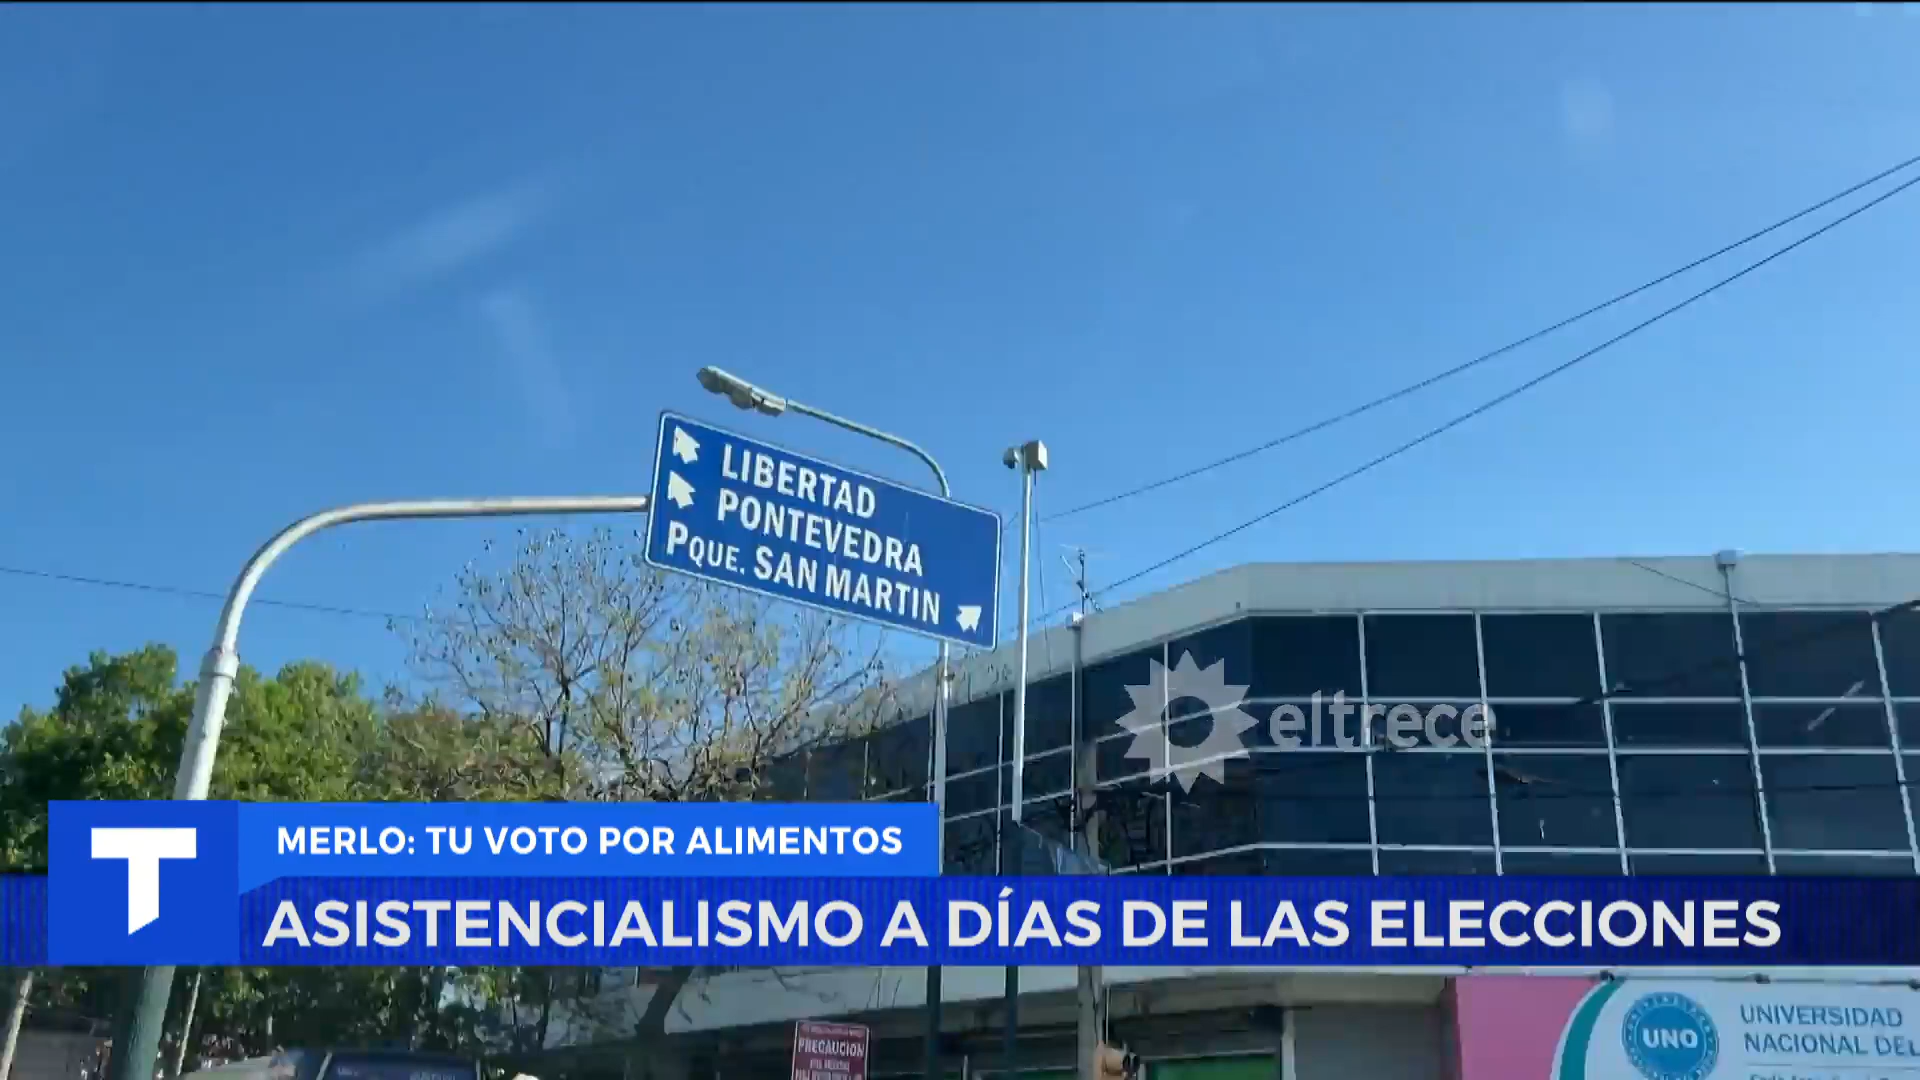 LIBERTAD
PONTEVEDRA
PQUE. SAN MARTIN
eltrece
T
MERLO: TU VOTO POR ALIMENTOS
ASISTENCIALISMO A DÍAS DE LAS ELECCIONES
PRECAUCION
UNO
UNIVERSIDAD
NACIONAL DEL